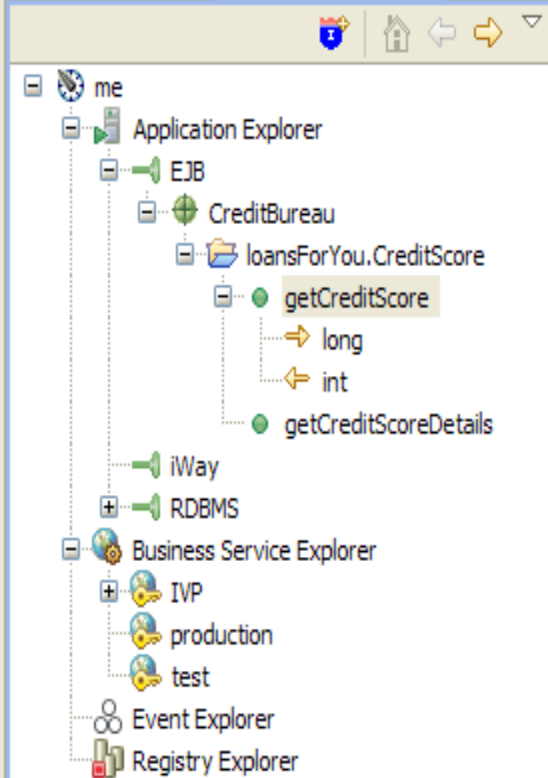 me
Application Explorer
EJB
CreditBureau
loansForYou.CreditScore
getCreditScore
long
int
getCreditScoreDetails
iWay
RDBMS
Business Service Explorer
IVP
production
test
Event Explorer
Registry Explorer